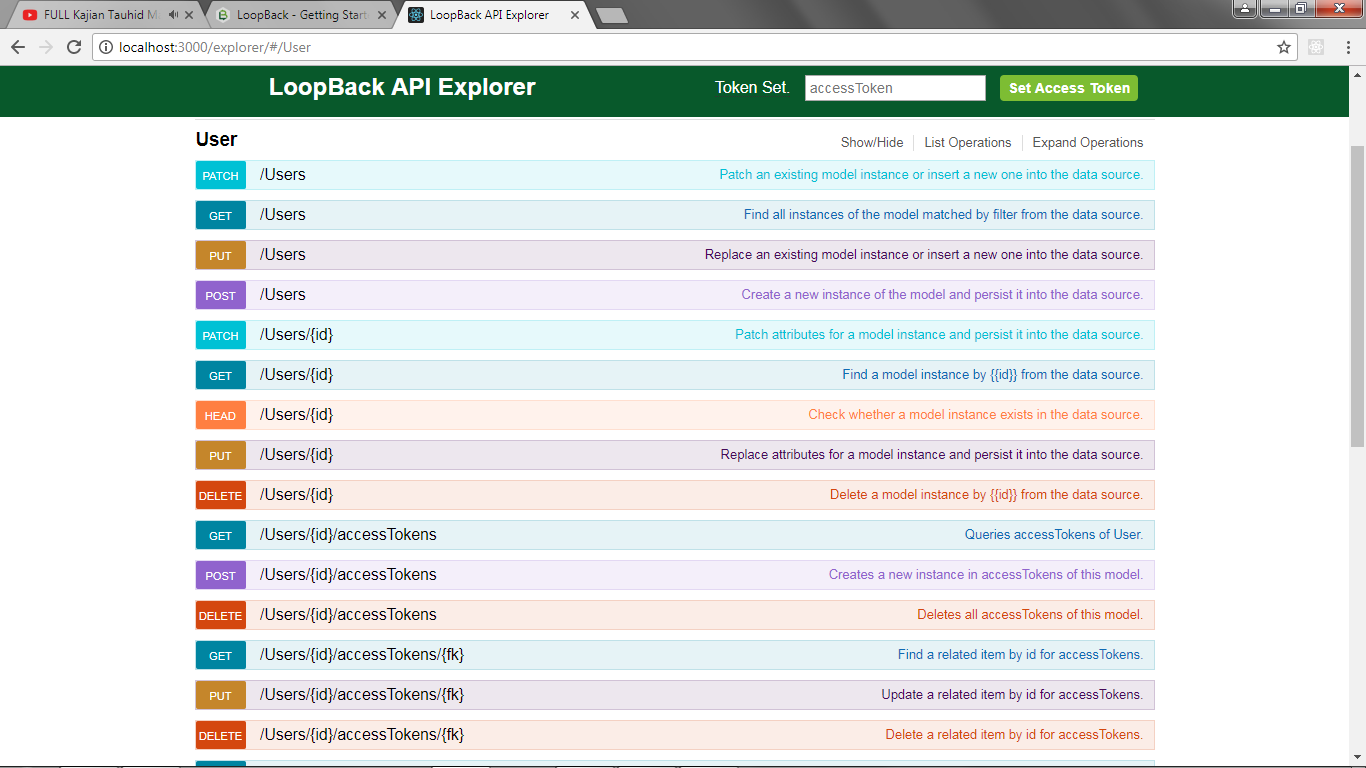 FULL Kajian Tauhid M
LoopBack - Getting Start
LoopBack API Explorer
localhost:3000/explorer/#/User
LoopBack API Explorer
Token Set.
accessToken
Set Access Token
User
Show/Hide
List Operations
Expand Operations
PATCH /Users Patch an existing model instance or insert a new one into the data source.
GET /Users Find all instances of the model matched by filter from the data source.
PUT /Users Replace an existing model instance or insert a new one into the data source.
POST /Users Create a new instance of the model and persist it into the data source.
PATCH /Users/{id} Patch attributes for a model instance and persist it into the data source.
GET /Users/{id} Find a model instance by {{id}} from the data source.
HEAD /Users/{id} Check whether a model instance exists in the data source.
PUT /Users/{id} Replace attributes for a model instance and persist it into the data source.
DELETE /Users/{id} Delete a model instance by {{id}} from the data source.
GET /Users/{id}/accessTokens Queries accessTokens of User.
POST /Users/{id}/accessTokens Creates a new instance in accessTokens of this model.
DELETE /Users/{id}/accessTokens Deletes all accessTokens of this model.
GET /Users/{id}/accessTokens/{fk} Find a related item by id for accessTokens.
PUT /Users/{id}/accessTokens/{fk} Update a related item by id for accessTokens.
DELETE /Users/{id}/accessTokens/{fk} Delete a related item by id for accessTokens.